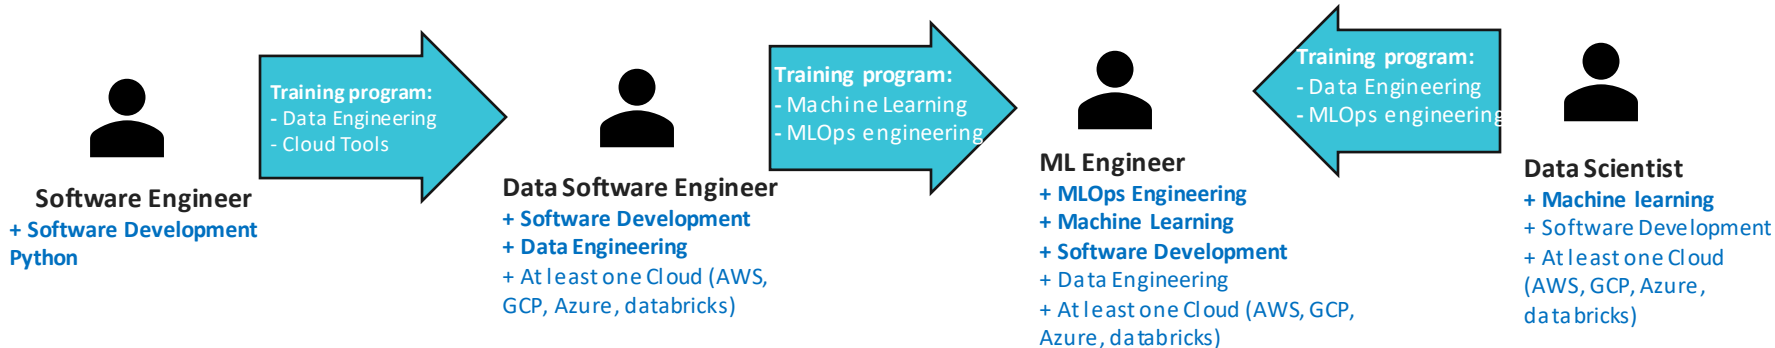 Training program:
- Data Engineering
- Cloud Tools
Training program:
- Machine Learning
- MLOps engineering
Training program:
- Data Engineering
- MLOps engineering
Software Engineer
+ Software Development
Python
Data Software Engineer
+ Software Development
+ Data Engineering
+ At least one Cloud (AWS,
GCP, Azure, databricks)
ML Engineer
+ MLOps Engineering
+ Machine Learning
+ Software Development
+ Data Engineering
+ At least one Cloud (AWS, GCP,
Azure, databricks)
Data Scientist
+ Machine learning
+ Software Development
+ At least one Cloud
(AWS, GCP, Azure,
databricks)